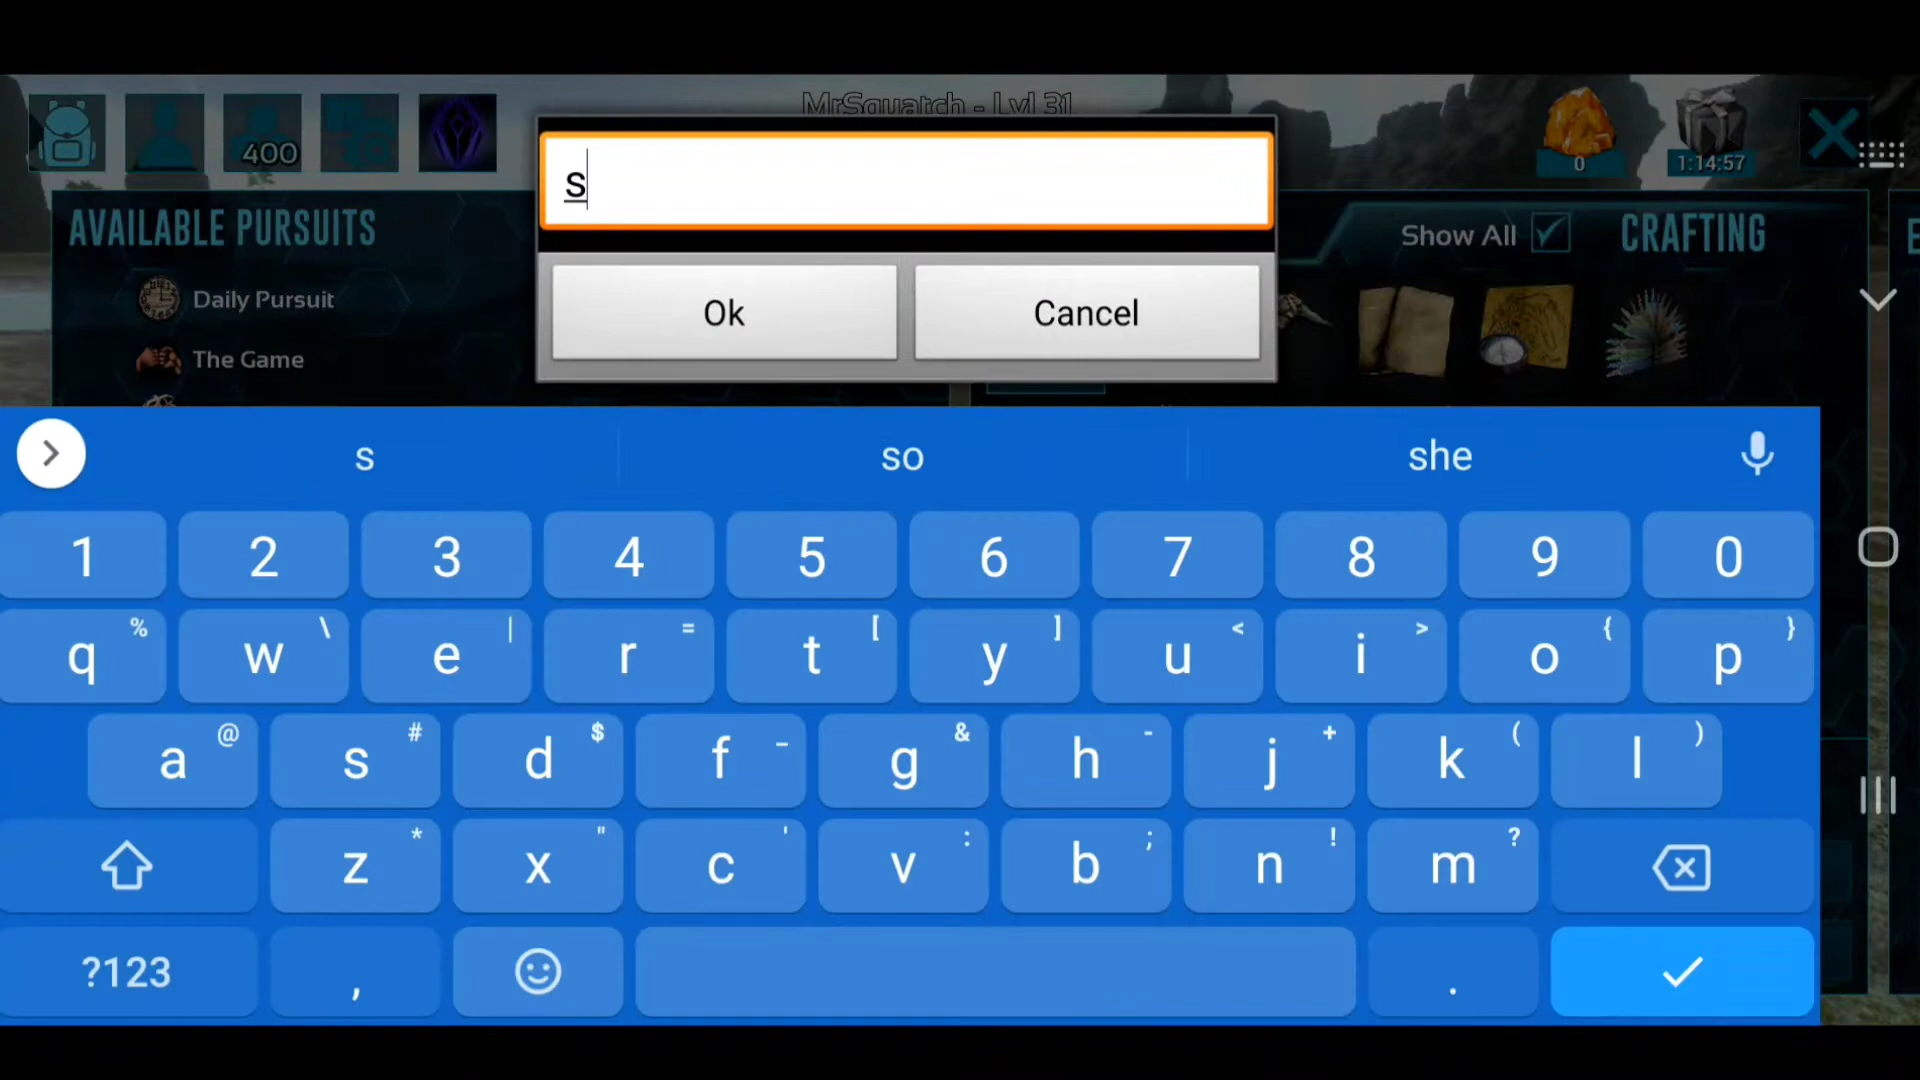 MrSquatch - Lvl 31
400
0
1:14:57
s
AVAILABLE PURSUITS
Show All
CRAFTING
Daily Pursuit
Ok
Cancel
The Game
s so she
1 2 3 4 5 6 7 8 9 0
% \ | = [ ] < > { }
q w e r t y u i o p
@ # $ _ & - + ( )
a s d f g h j k l
* " ' : ; ! ?
z x c v b n m
?123 , .